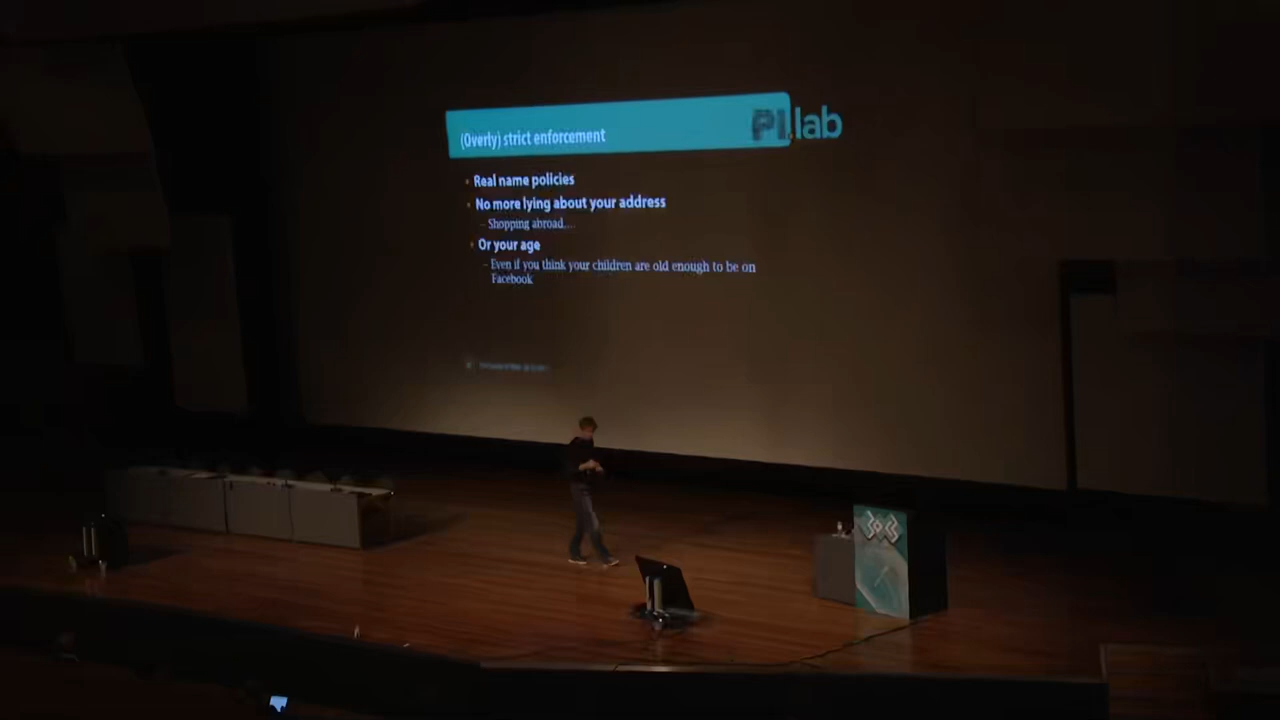 (Overly) strict enforcement
PI.lab
Real name policies
No more lying about your address
– Shopping abroad....
Or your age
– Even if you think your children are old enough to be on
Facebook
30C3